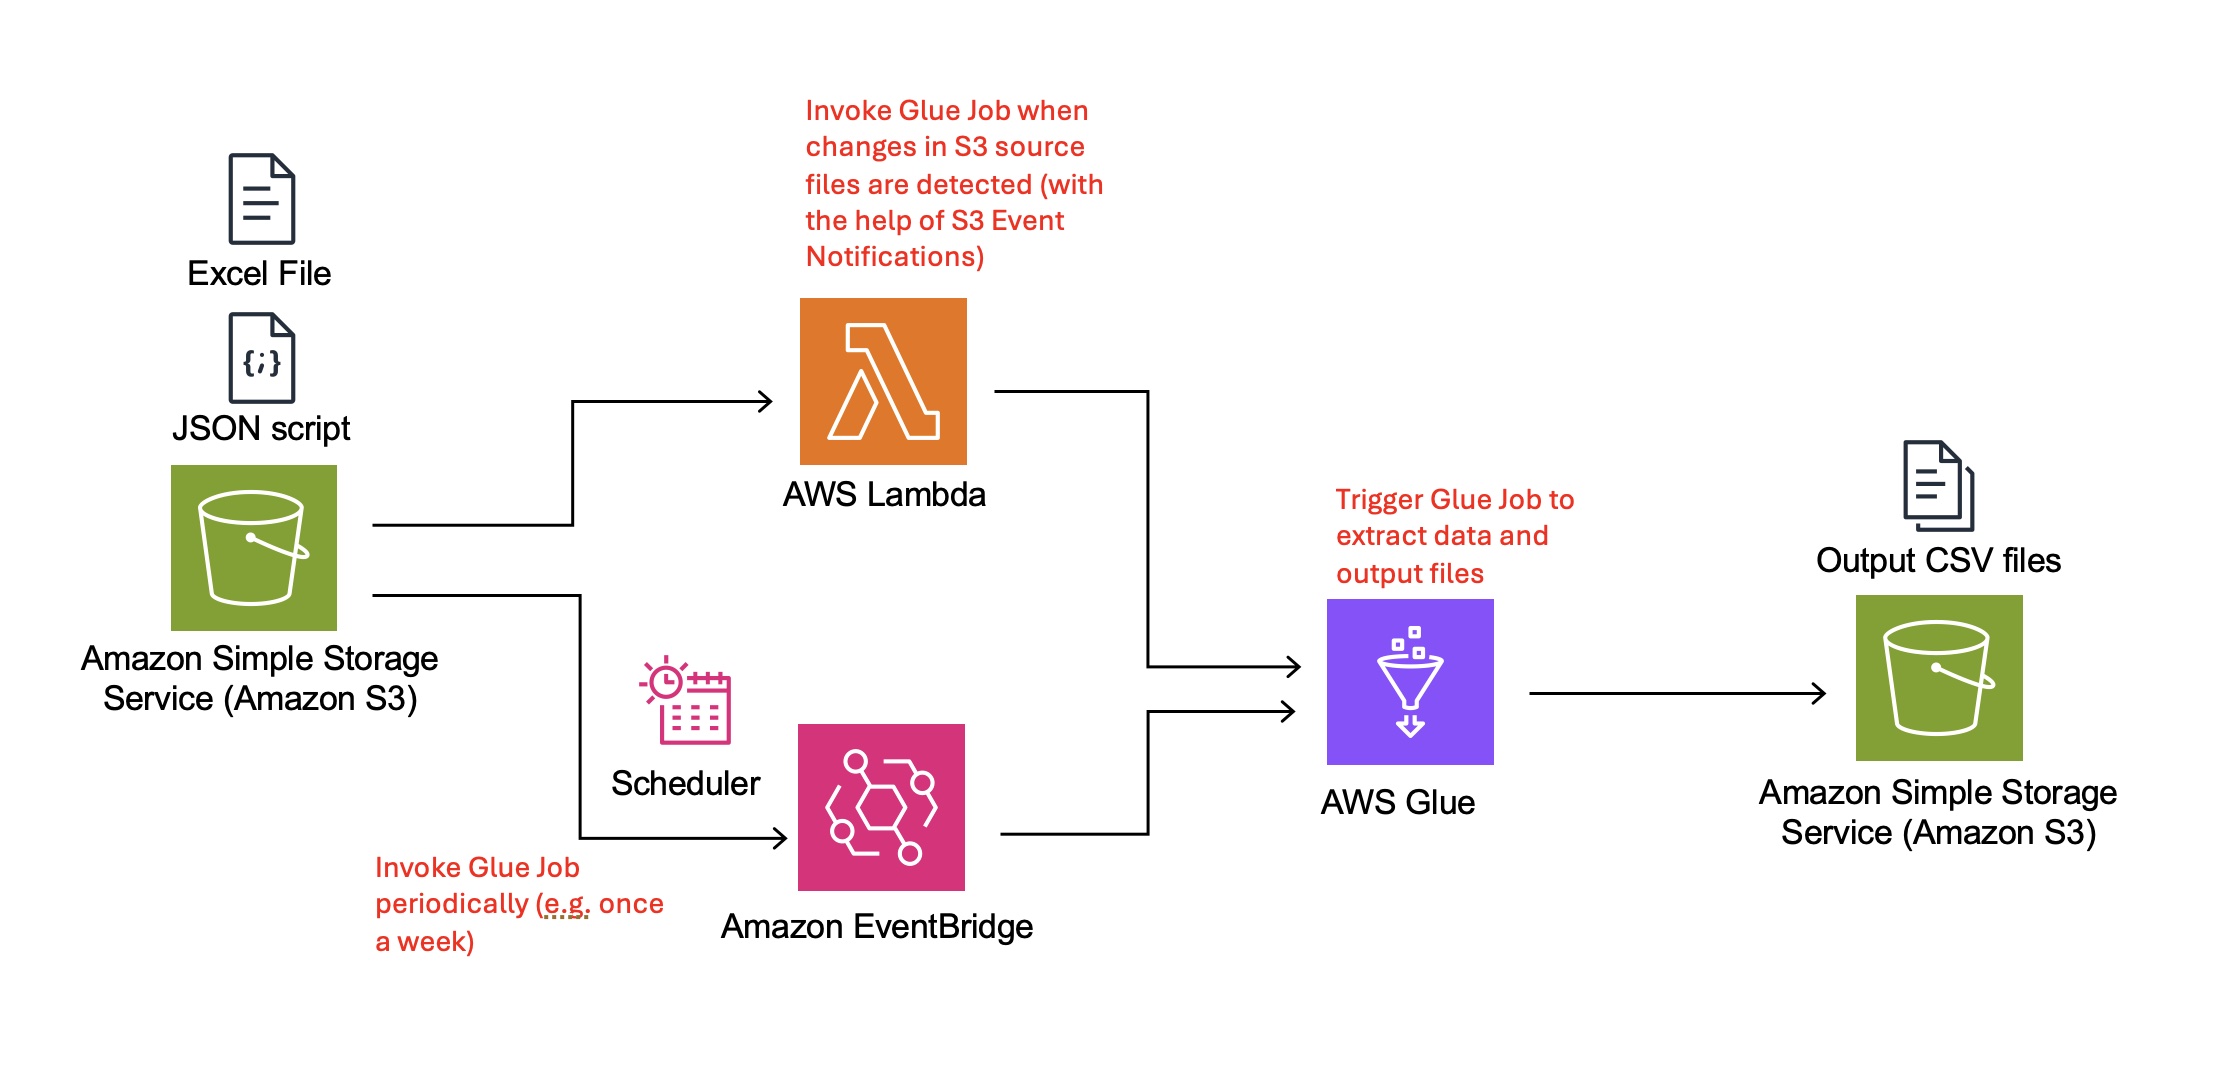 Invoke Glue Job when
changes in S3 source
files are detected (with
the help of S3 Event
Notifications)
Excel File
{;}
JSON script
AWS Lambda
Amazon Simple Storage
Service (Amazon S3)
Scheduler
Invoke Glue Job
periodically (e.g. once
a week)
Amazon EventBridge
Trigger Glue Job to
extract data and
output files
AWS Glue
Output CSV files
Amazon Simple Storage
Service (Amazon S3)